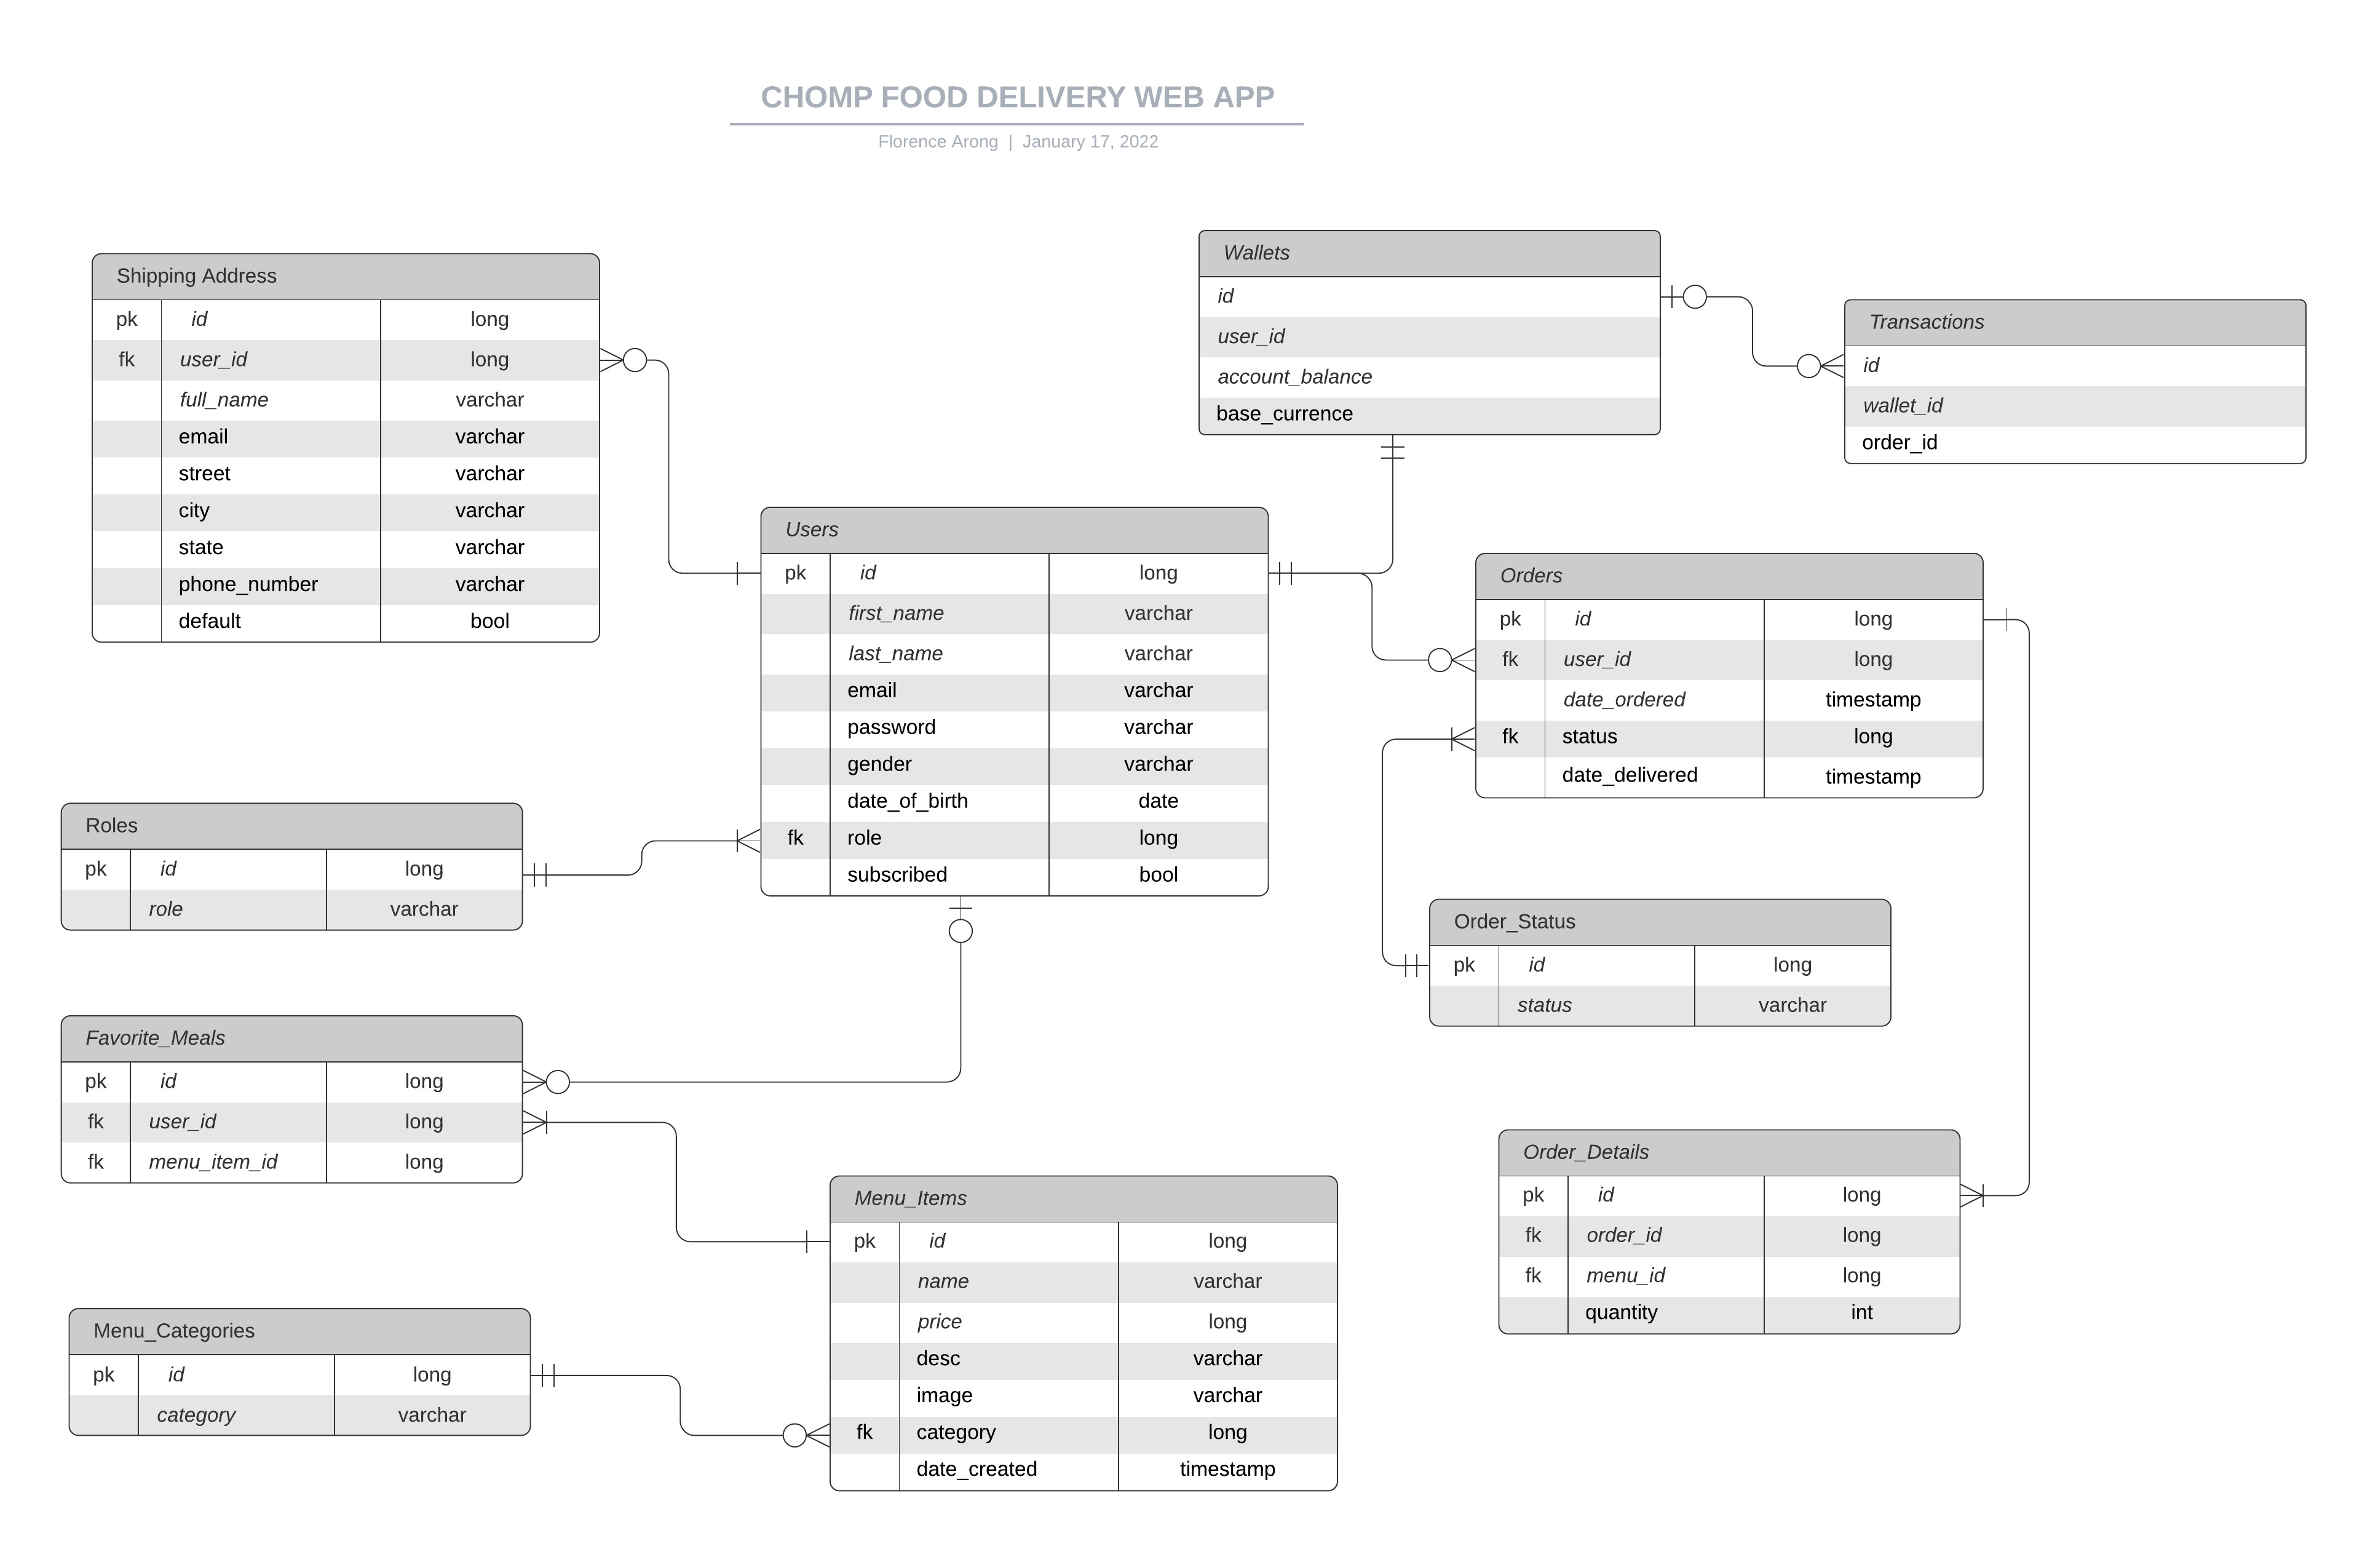 CHOMP FOOD DELIVERY WEB APP
Florence Arong | January 17, 2022
Shipping Address
pk id long
fk user_id long
full_name varchar
email varchar
street varchar
city varchar
state varchar
phone_number varchar
default bool
Wallets
id
user_id
account_balance
base_currence
Transactions
id
wallet_id
order_id
Users
pk id long
first_name varchar
last_name varchar
email varchar
password varchar
gender varchar
date_of_birth date
fk role long
subscribed bool
Orders
pk id long
fk user_id long
date_ordered timestamp
fk status long
date_delivered timestamp
Roles
pk id long
role varchar
Order_Status
pk id long
status varchar
Favorite_Meals
pk id long
fk user_id long
fk menu_item_id long
Order_Details
pk id long
fk order_id long
fk menu_id long
quantity int
Menu_Items
pk id long
name varchar
price long
desc varchar
image varchar
fk category long
date_created timestamp
Menu_Categories
pk id long
category varchar